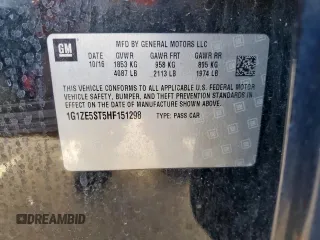 GM
MFD BY GENERAL MOTORS LLC
DATE GVWR GAWR FRT GAWR RR
10/16 1853 KG 958 KG 895 KG
4087 LB 2113 LB 1974 LB
THIS VEHICLE CONFORMS TO ALL APPLICABLE U.S. FEDERAL MOTOR
VEHICLE SAFETY, BUMPER, AND THEFT PREVENTION STANDARDS
IN EFFECT ON THE DATE OF MANUFACTURE SHOWN ABOVE.
1G1ZE5ST5HF151298 TYPE: PASS CAR
DREAMBID